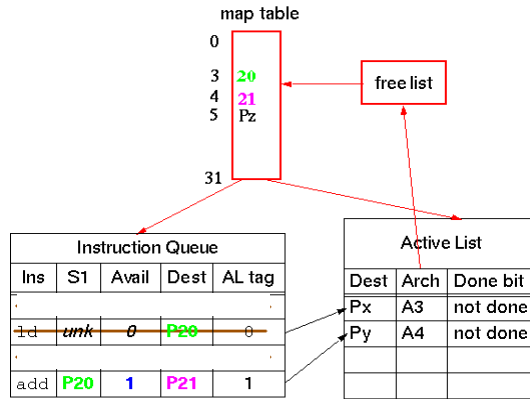 map table
0
3 20
4 21
5 Pz
31
free list
Instruction Queue
Ins S1 Avail Dest AL tag
ld unk 0 P20 0
add P20 1 P21 1
Active List
Dest Arch Done bit
Px A3 not done
Py A4 not done